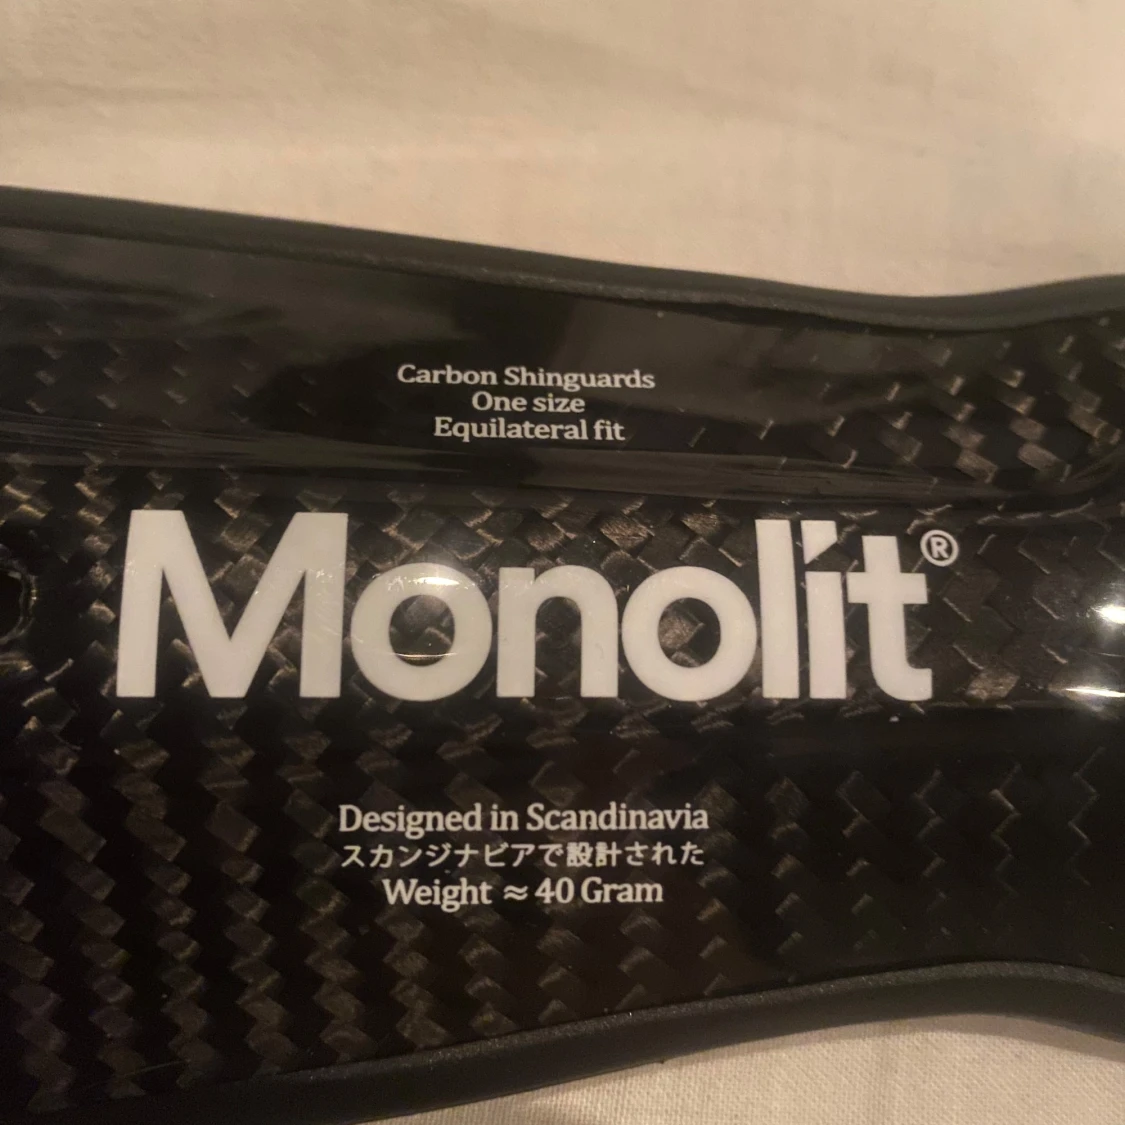 Carbon Shinguards
One size
Equilateral fit
Monolít®
Designed in Scandinavia
スカンジナビアで設計された
Weight ≈ 40 Gram